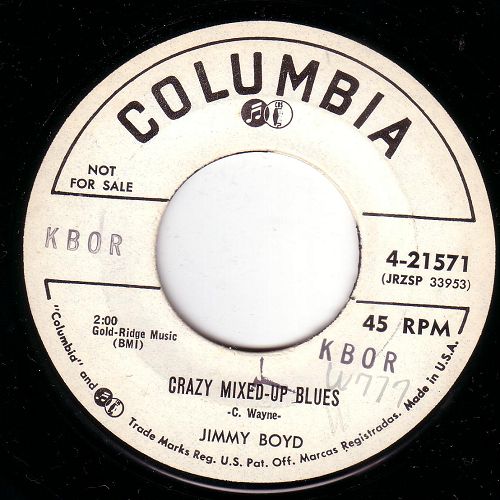 COLUMBIA
NOT
FOR SALE
KBOR
4-21571
(JRZSP 33953)
2:00
Gold-Ridge Music
(BMI)
45 RPM
KBOR
W777
CRAZY MIXED-UP BLUES
-C. Wayne-
JIMMY BOYD
"Columbia" and Trade Marks Reg. U.S. Pat. Off. Marcas Registradas. Made in U.S.A.